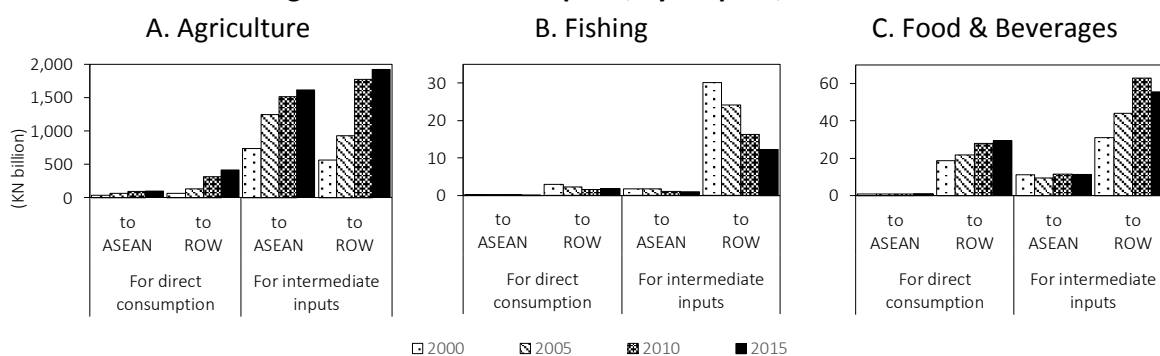 A. Agriculture
B. Fishing
C. Food & Beverages
(KN billion)
2,000
1,500
1,000
500
0
to ASEAN
to ROW
to ASEAN
to ROW
For direct consumption
For intermediate inputs
30
20
10
0
to ASEAN
to ROW
to ASEAN
to ROW
For direct consumption
For intermediate inputs
60
40
20
0
to ASEAN
to ROW
to ASEAN
to ROW
For direct consumption
For intermediate inputs
2000
2005
2010
2015